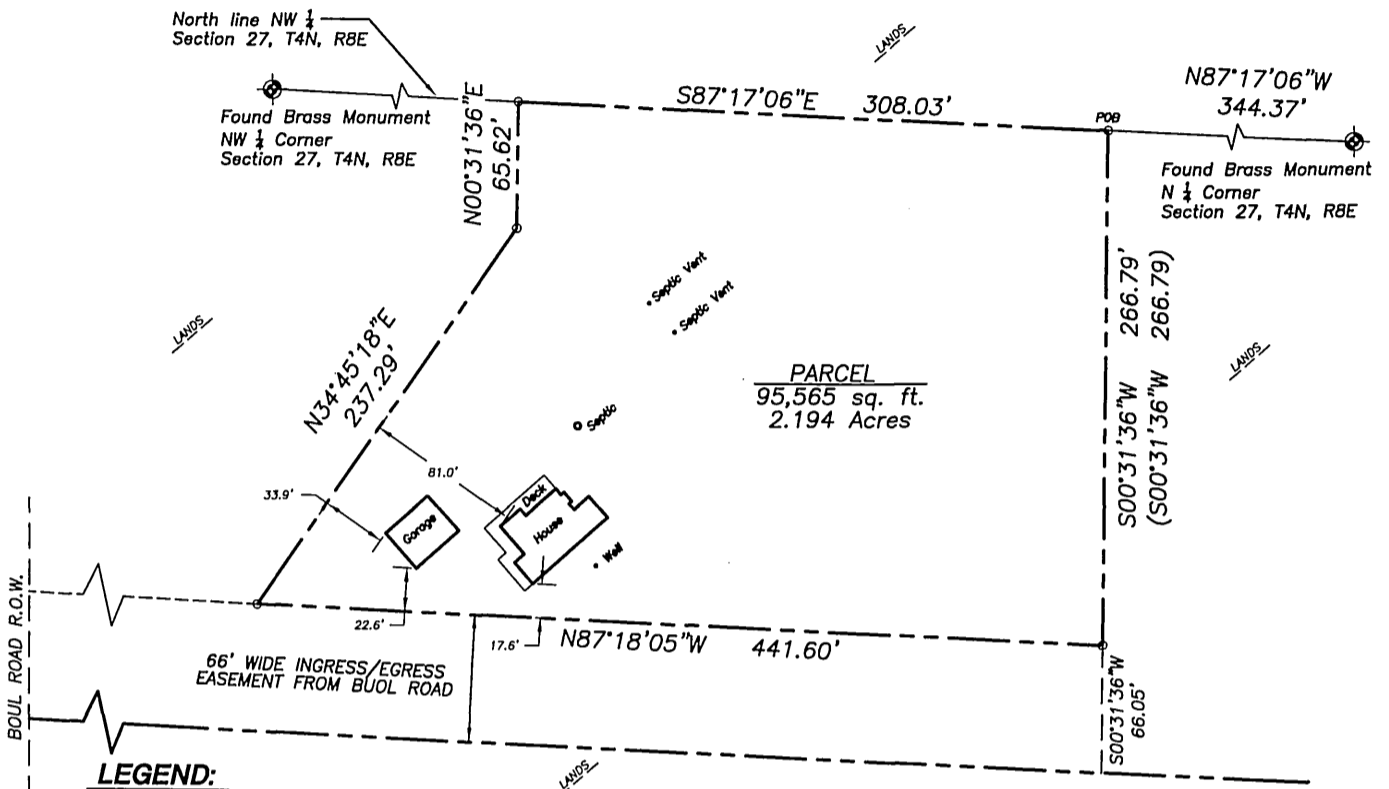 North line NW 1/4
Section 27, T4N, R8E
LANDS
N87°17'06"W
344.37'
S87°17'06"E 308.03'
POB
Found Brass Monument
NW 1/4 Corner
Section 27, T4N, R8E
N00°31'36"E
65.62'
Found Brass Monument
N 1/4 Corner
Section 27, T4N, R8E
Septic Vent
Septic Vent
LANDS
LANDS
N34°45'18"E
237.29'
PARCEL
95,565 sq. ft.
2.194 Acres
S00°31'36"W 266.79'
(S00°31'36"W 266.79)
Septic
81.0'
33.9'
Garage
Deck
House
Well
22.6'
17.6'
N87°18'05"W 441.60'
66' WIDE INGRESS/EGRESS
EASEMENT FROM BUOL ROAD
BOUL ROAD R.O.W.
S00°31'36"W
66.05'
LANDS
LEGEND: